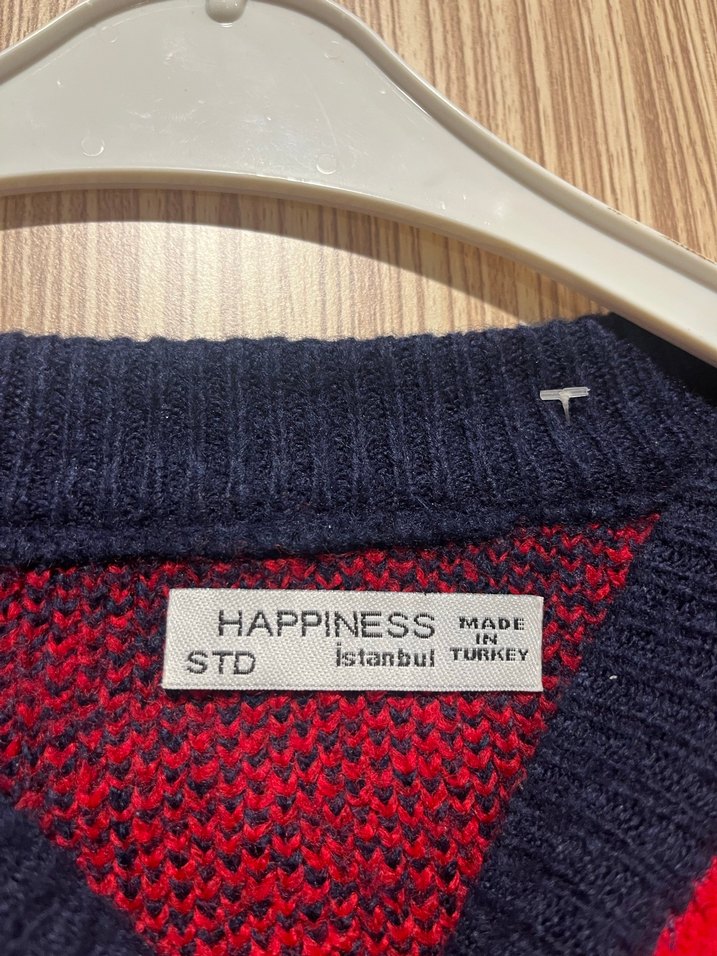 HAPPINESS
İstanbul
STD
MADE
IN
TURKEY